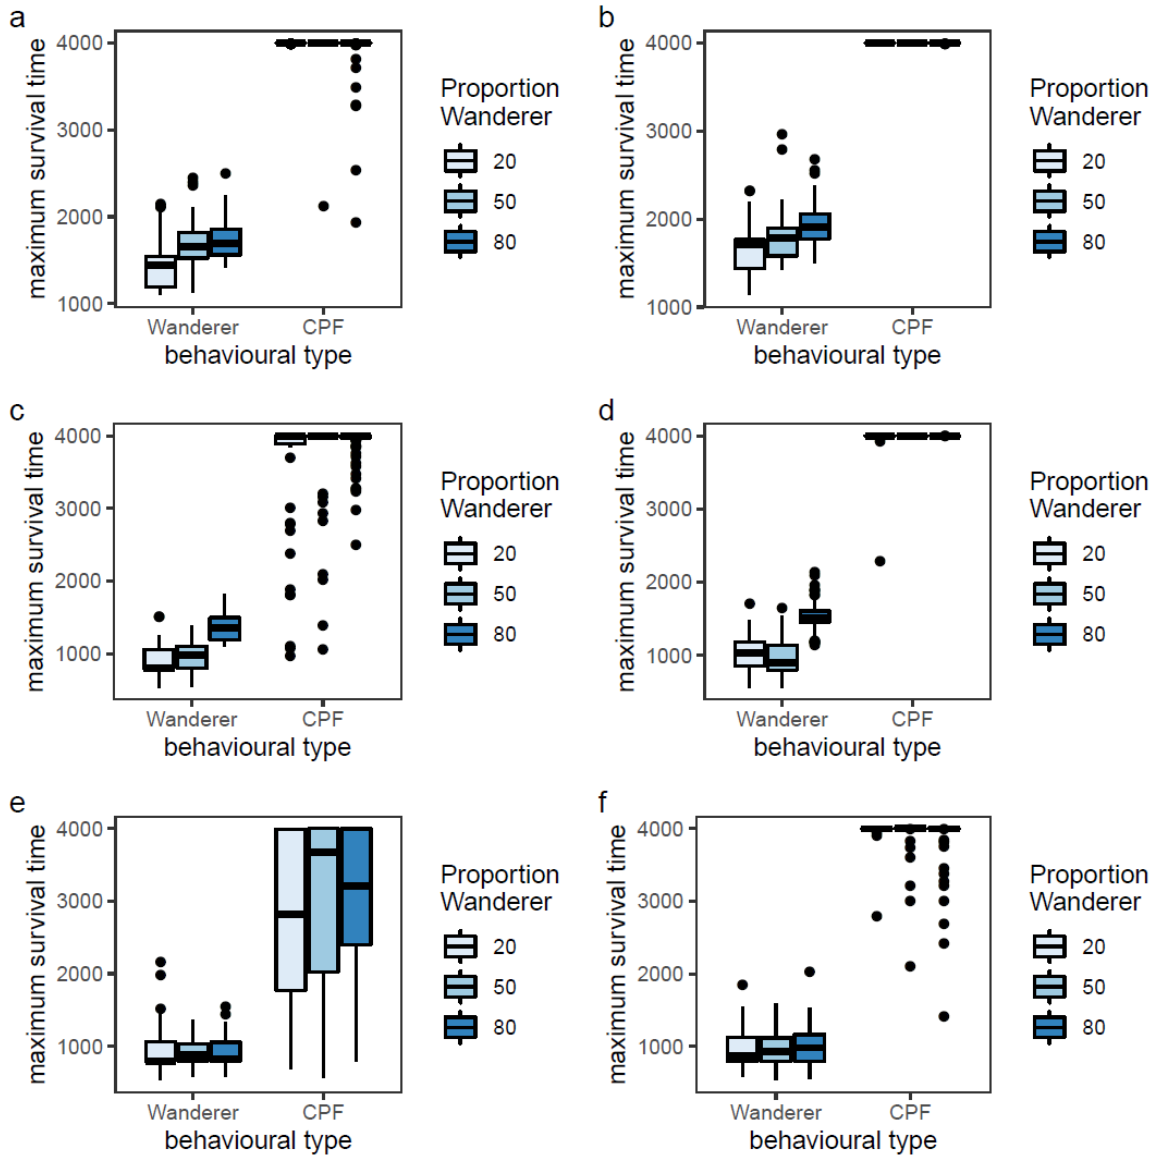 a
maximum survival time
4000
3000
2000
1000
Wanderer
CPF
behavioural type
Proportion
Wanderer
20
50
80
b
maximum survival time
4000
3000
2000
1000
Wanderer
CPF
behavioural type
Proportion
Wanderer
20
50
80
c
maximum survival time
4000
3000
2000
1000
Wanderer
CPF
behavioural type
Proportion
Wanderer
20
50
80
d
maximum survival time
4000
3000
2000
1000
Wanderer
CPF
behavioural type
Proportion
Wanderer
20
50
80
e
maximum survival time
4000
3000
2000
1000
Wanderer
CPF
behavioural type
Proportion
Wanderer
20
50
80
f
maximum survival time
4000
3000
2000
1000
Wanderer
CPF
behavioural type
Proportion
Wanderer
20
50
80